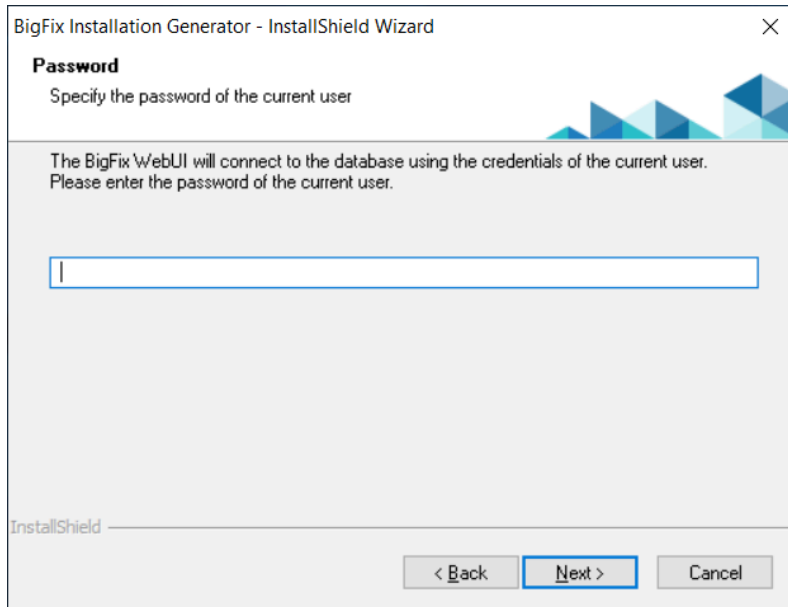 BigFix Installation Generator - InstallShield Wizard
Password
Specify the password of the current user
The BigFix WebUI will connect to the database using the credentials of the current user.
Please enter the password of the current user.
InstallShield
< Back
Next >
Cancel